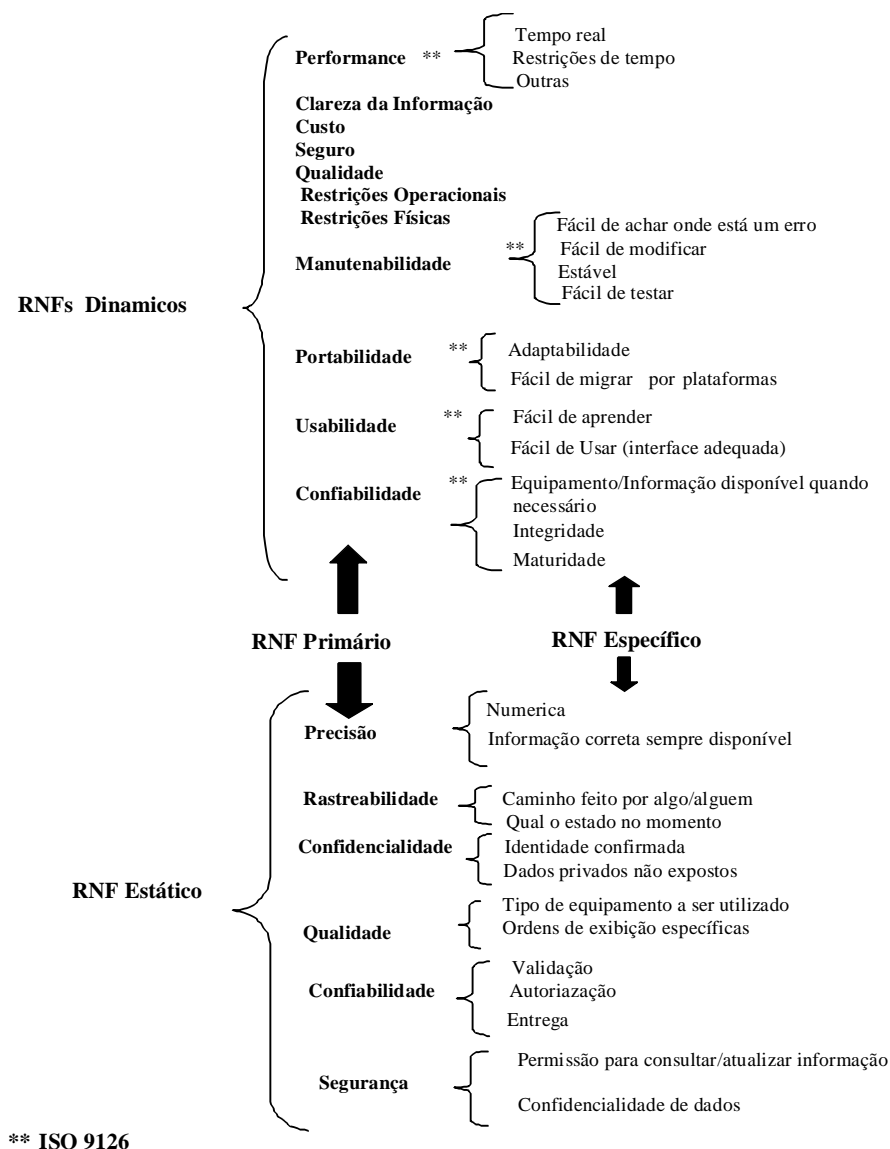 Performance **
Tempo real
Restrições de tempo
Outras
Clareza da Informação
Custo
Seguro
Qualidade
Restrições Operacionais
Restrições Físicas
Manutenabilidade **
Fácil de achar onde está um erro
Fácil de modificar
Estável
Fácil de testar
RNFs Dinamicos
Portabilidade **
Adaptabilidade
Fácil de migrar por plataformas
Usabilidade **
Fácil de aprender
Fácil de Usar (interface adequada)
Confiabilidade **
Equipamento/Informação disponível quando
necessário
Integridade
Maturidade
RNF Primário
RNF Específico
Precisão
Numerica
Informação correta sempre disponível
Rastreabilidade
Caminho feito por algo/alguem
Qual o estado no momento
Confidencialidade
Identidade confirmada
Dados privados não expostos
RNF Estático
Qualidade
Tipo de equipamento a ser utilizado
Ordens de exibição específicas
Confiabilidade
Validação
Autoriazação
Entrega
Segurança
Permissão para consultar/atualizar informação
Confidencialidade de dados
** ISO 9126